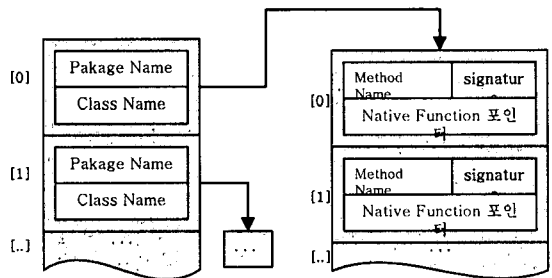 [0]
Pakage Name
Class Name
[1]
Pakage Name
Class Name
[..]
....
...
[0]
Method
Name
signatur
Native Function 포인
터
[1]
Method
Name
signatur
Native Function 포인
터
[..]
....